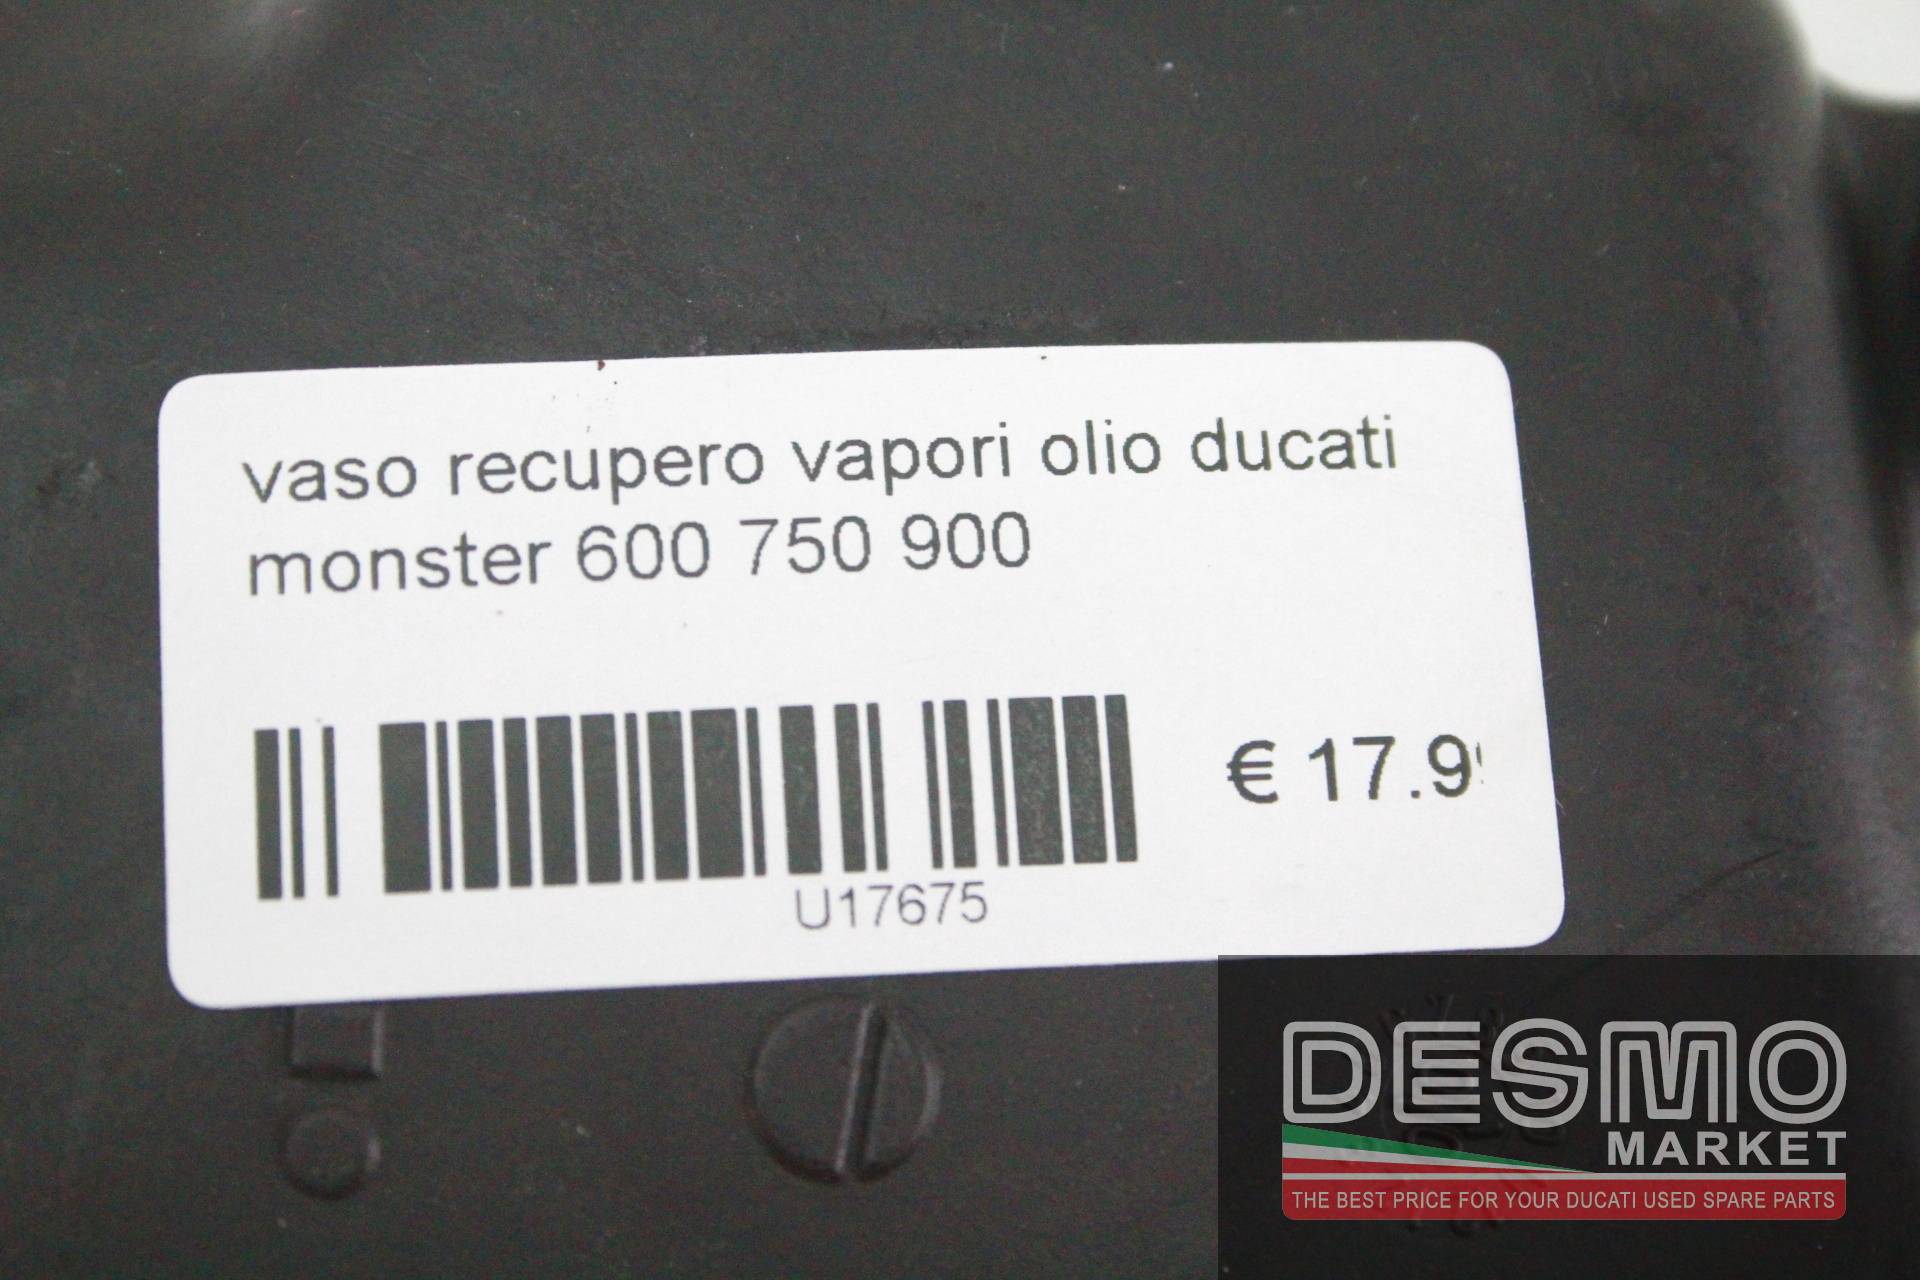 vaso recupero vapori olio ducati
monster 600 750 900
€ 17.9
U17675
DESMO
MARKET
THE BEST PRICE FOR YOUR DUCATI USED SPARE PARTS